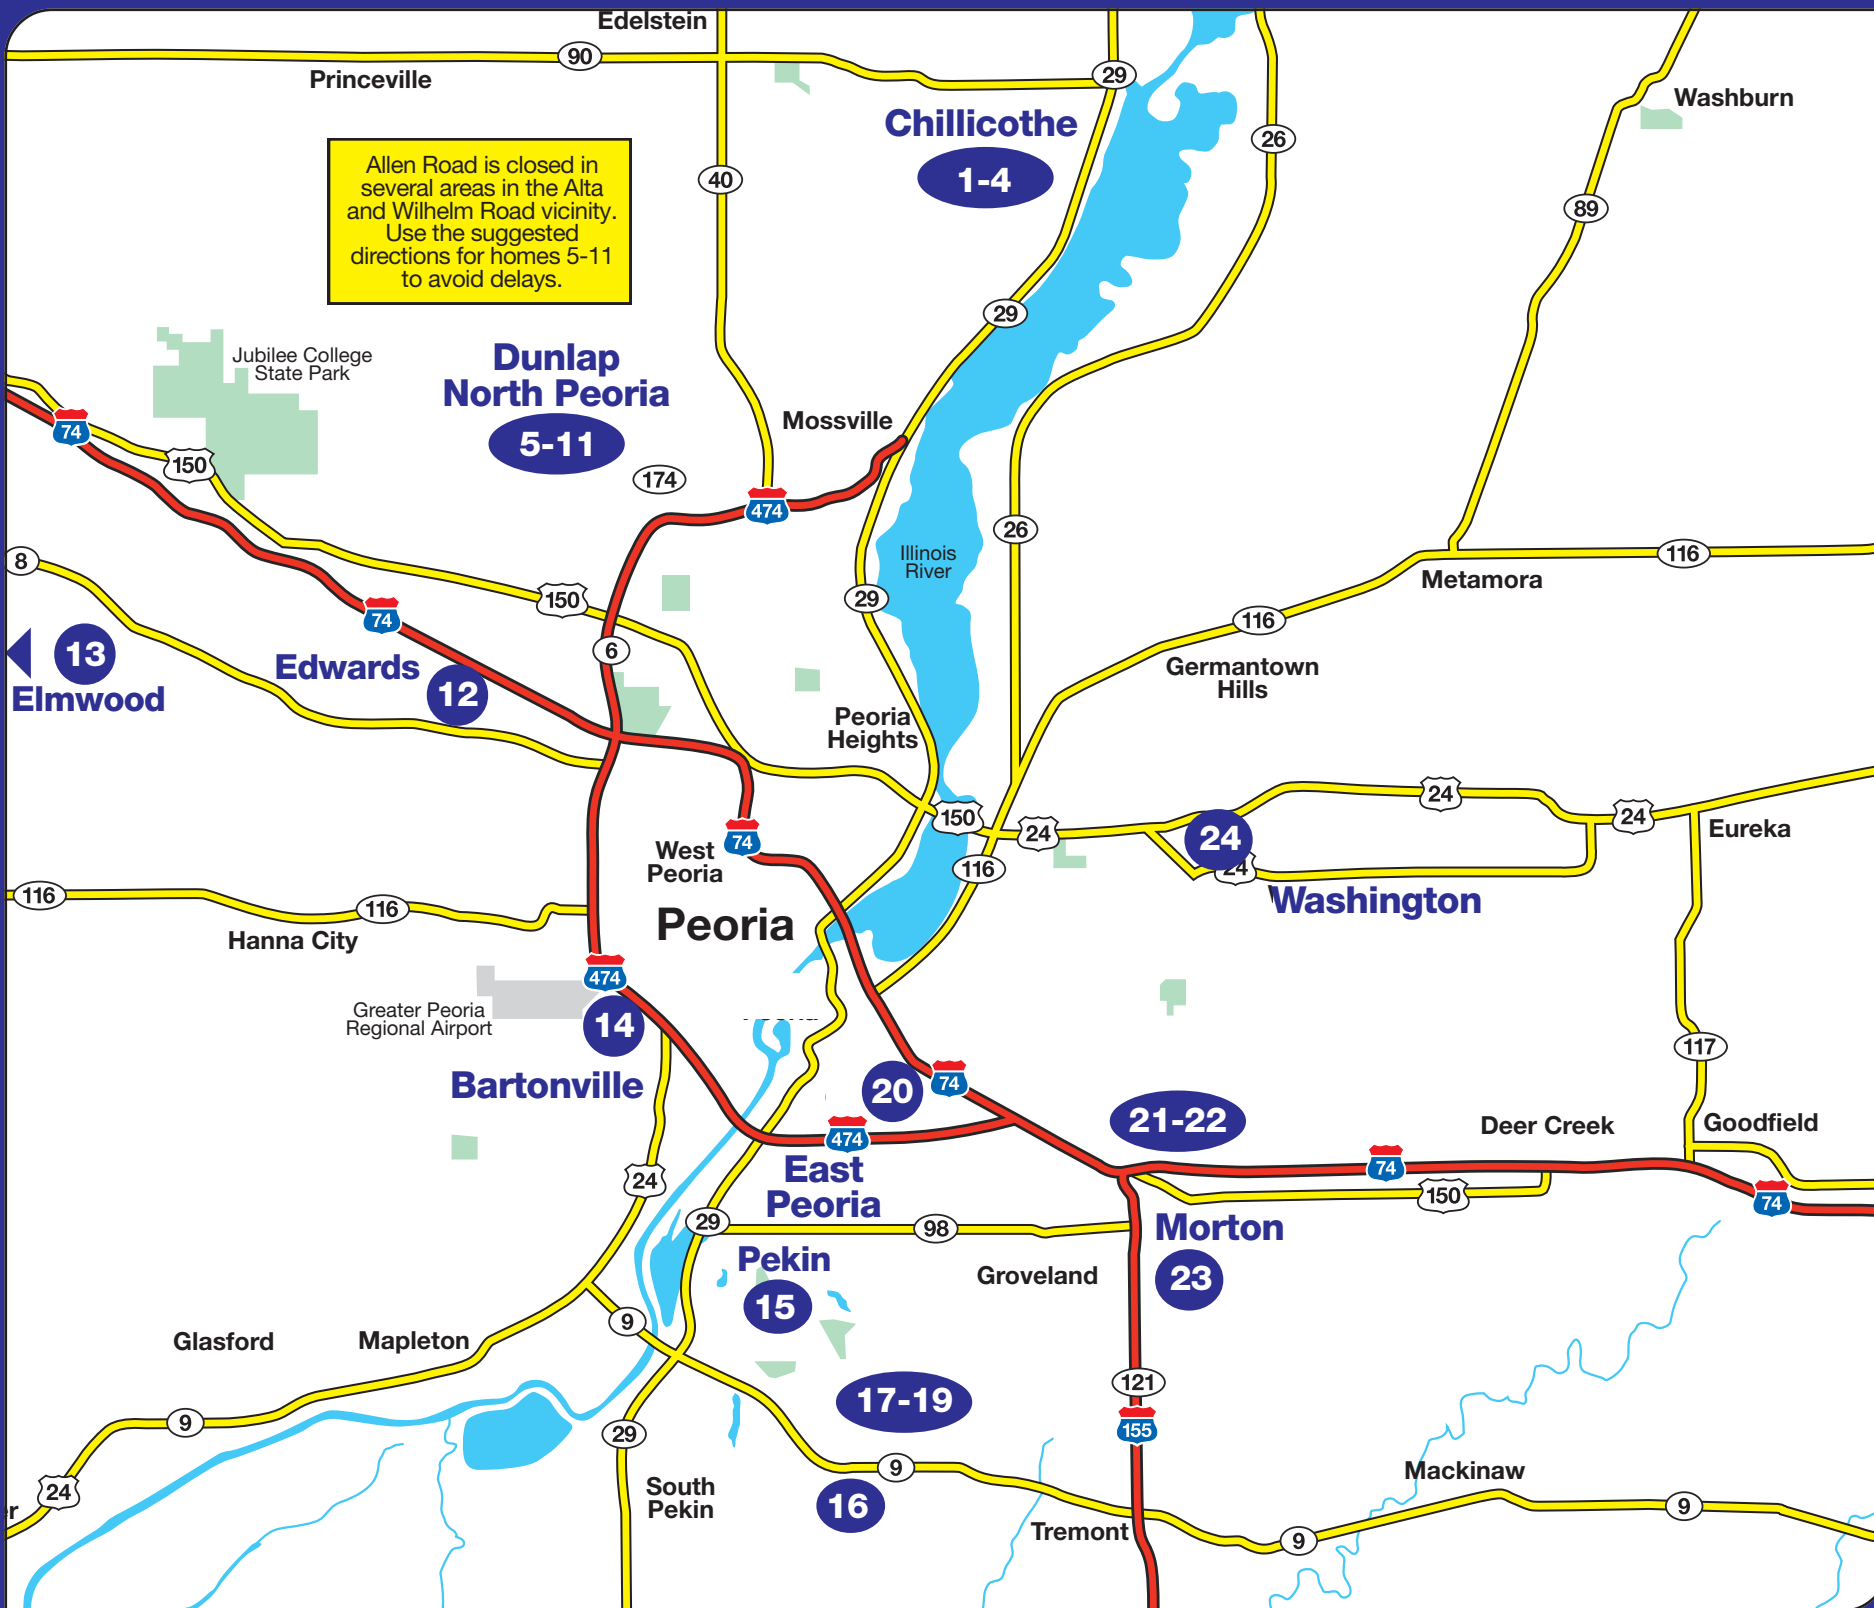 Edelstein
90
Princeville
29
Washburn
Chillicothe
1-4
26
40
89
Allen Road is closed in
several areas in the Alta
and Wilhelm Road vicinity.
Use the suggested
directions for homes 5-11
to avoid delays.
29
Jubilee College
State Park
Dunlap
North Peoria
5-11
Mossville
74
150
174
474
26
Illinois
River
116
Metamora
8
150
29
74
116
6
13
Elmwood
Edwards
12
Germantown
Hills
Peoria
Heights
24
150
24
24
24
Eureka
74
West
Peoria
116
24
Washington
116
116
Peoria
Hanna City
474
Greater Peoria
Regional Airport
14
117
Bartonville
20
74
21-22
Deer Creek
Goodfield
474
74
East
Peoria
24
150
74
29
98
Morton
Pekin
Groveland
23
15
9
Glasford
Mapleton
121
17-19
155
9
29
9
Mackinaw
24
South
Pekin
16
9
er
Tremont
9